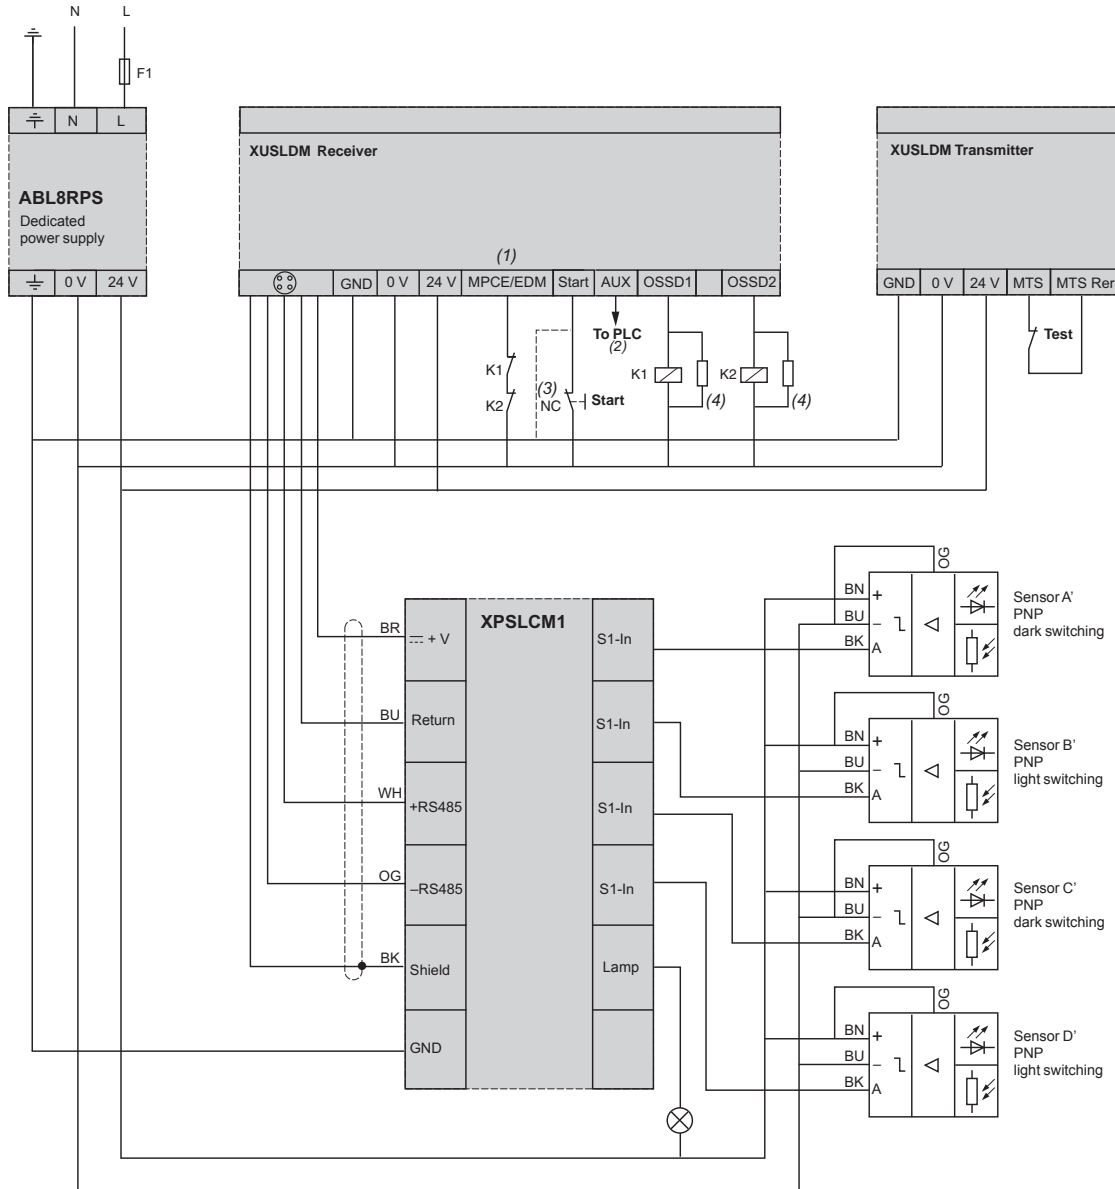 N L
F1
N L
ABL8RPS
Dedicated
power supply
0 V 24 V
XUSLDM Receiver
(1)
GND 0 V 24 V MPCE/EDM Start AUX OSSD1 OSSD2
XUSLDM Transmitter
GND 0 V 24 V MTS MTS Ret
To PLC
(2)
K1
K2
(3)
NC
Start
K1
(4)
K2
(4)
Test
XPSLCM1
BR
+ V
S1-In
BU
Return
S1-In
WH
+RS485
S1-In
OG
–RS485
S1-In
BK
Shield
Lamp
GND
OG
BN
+
BU
–
BK
A
Sensor A'
PNP
dark switching
OG
BN
+
BU
–
BK
A
Sensor B'
PNP
light switching
OG
BN
+
BU
–
BK
A
Sensor C'
PNP
dark switching
OG
BN
+
BU
–
BK
A
Sensor D'
PNP
light switching